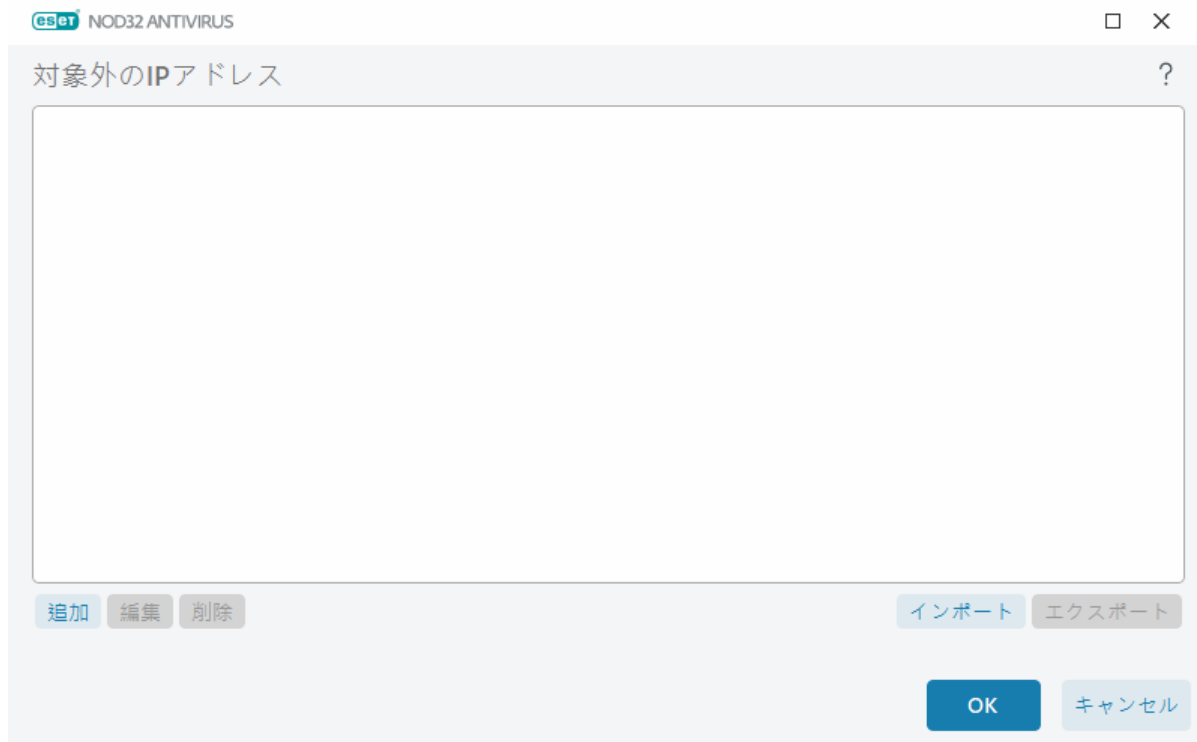 eseT NOD32 ANTIVIRUS
対象外のIPアドレス ?
追加 編集 削除 インポート エクスポート
OK キャンセル